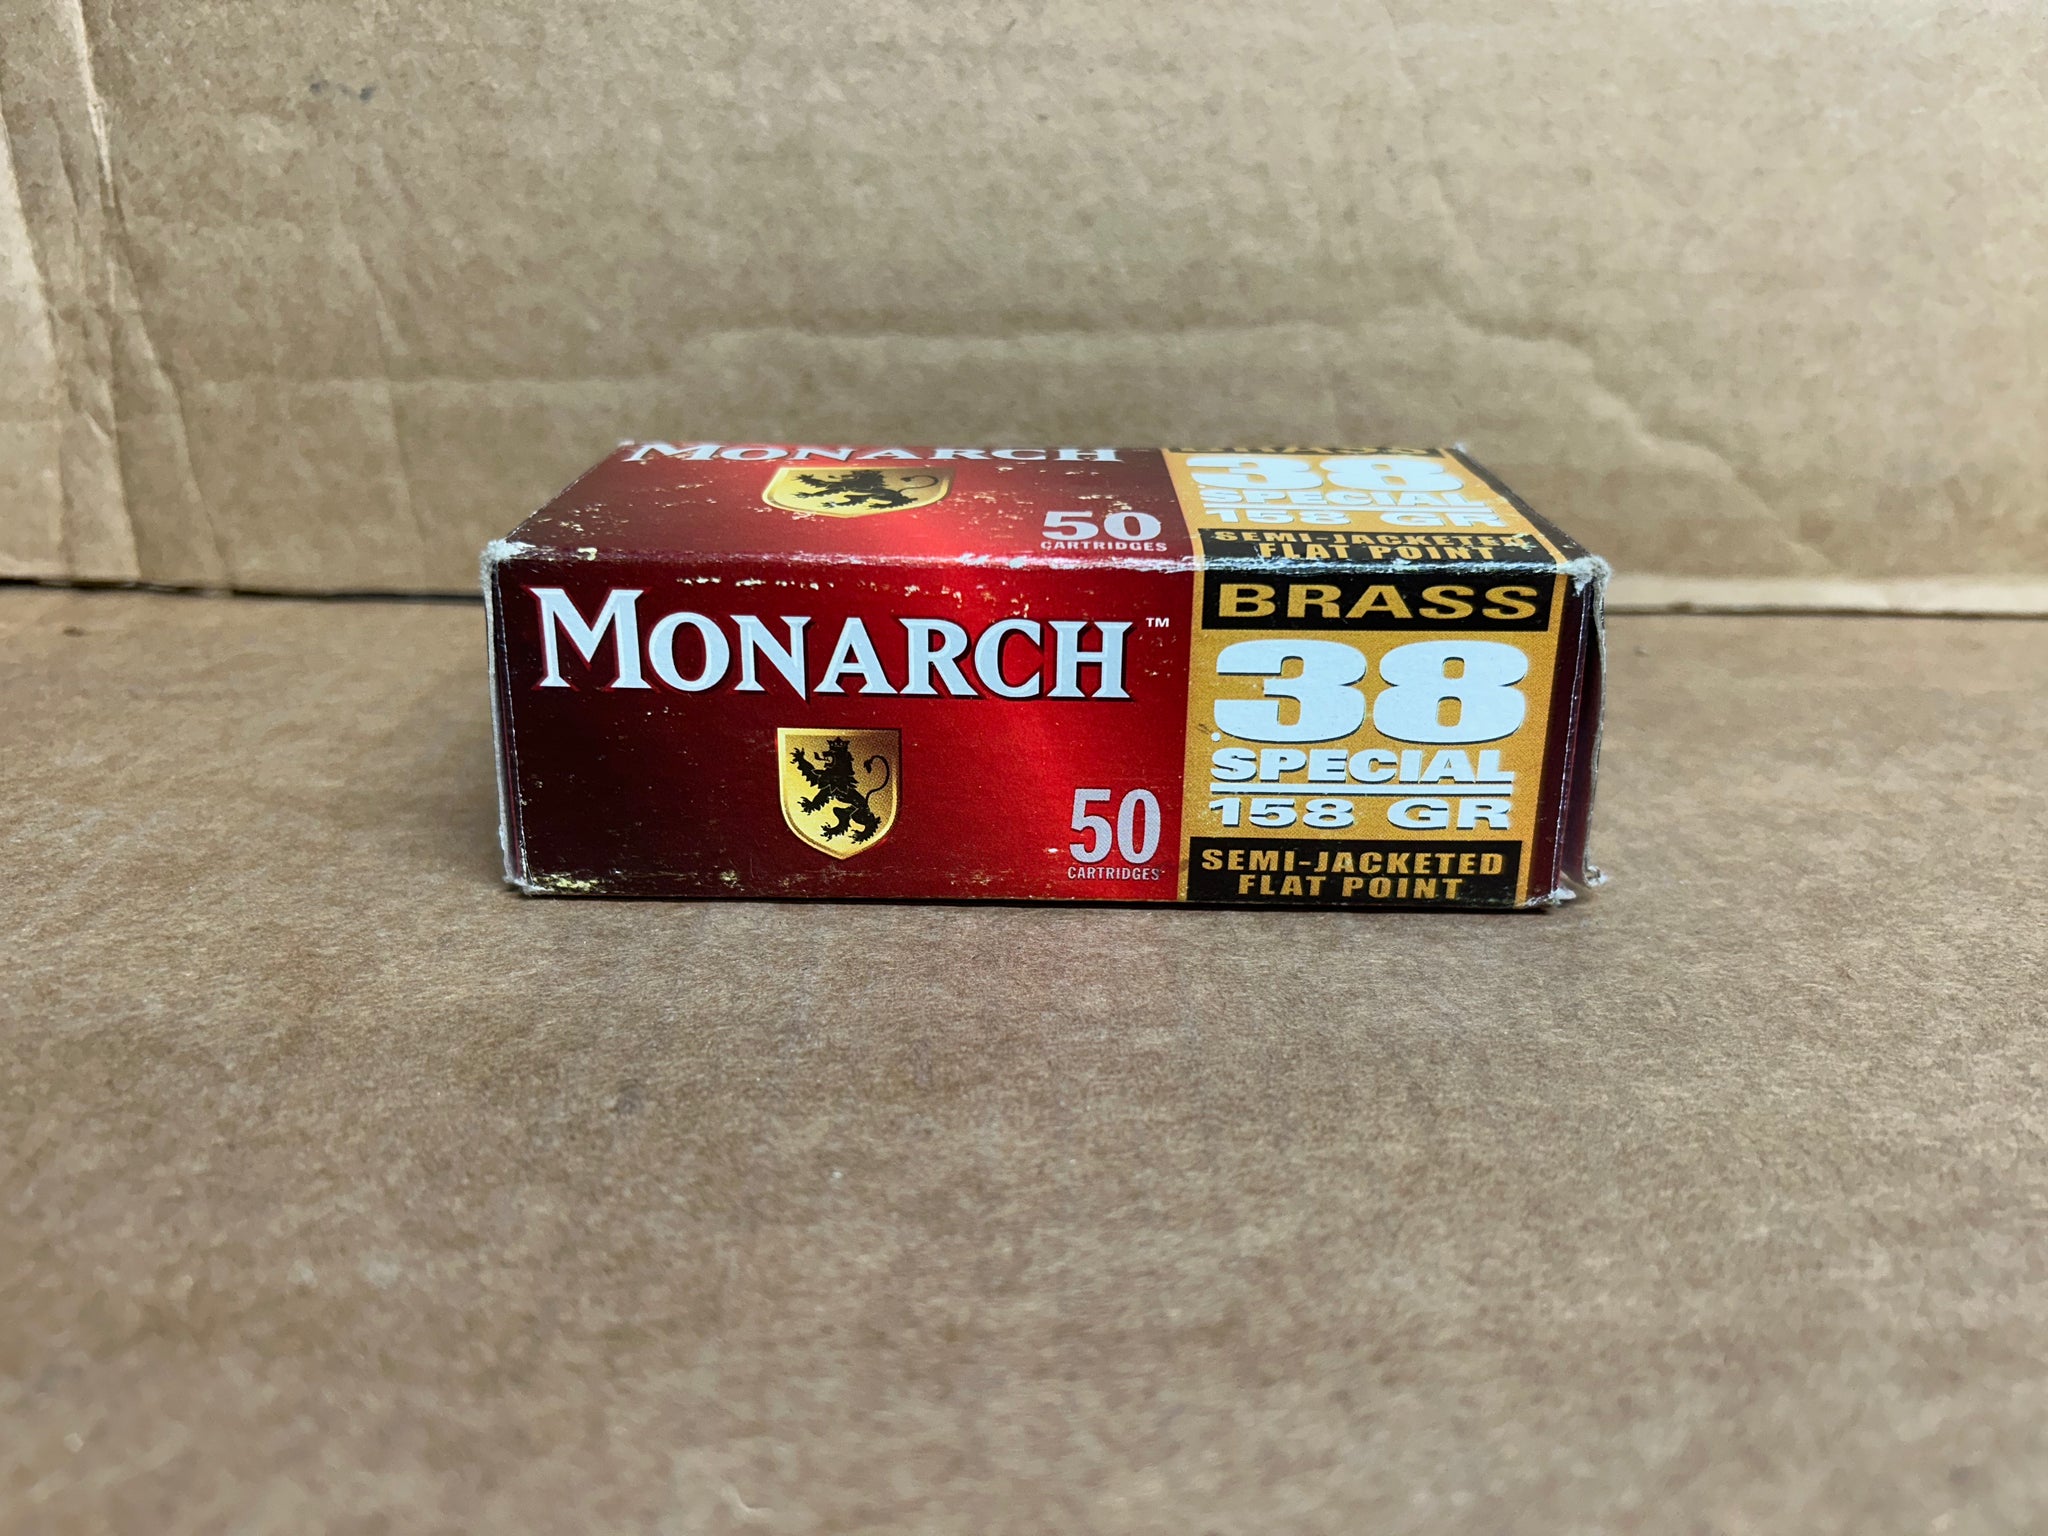 MONARCH
50
CARTRIDGES
BRASS
38
SPECIAL
158 GR
SEMI-JACKETED
FLAT POINT
MONARCH™
50
CARTRIDGES
BRASS
.38
SPECIAL
158 GR
SEMI-JACKETED
FLAT POINT